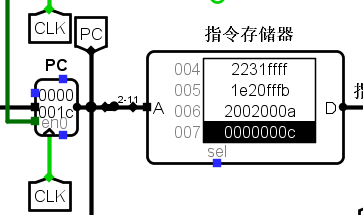 CLK
PC
指令存储器
PC
0000
001c
en0
2-11
A
004 2231ffff
005 1e20fffb
006 2002000a
007 0000000c
D
sel
CLK